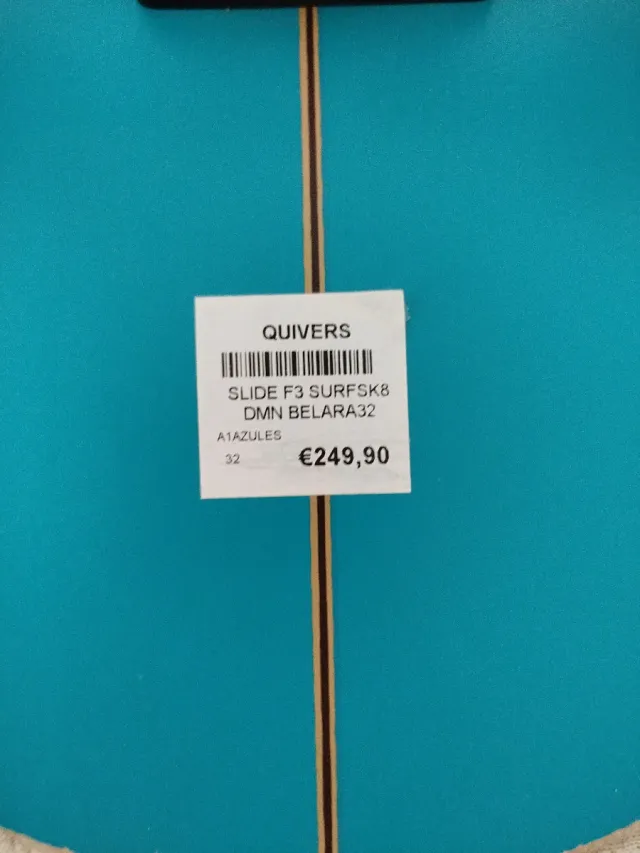 QUIVERS
SLIDE F3 SURFSK8
DMN BELARA32
A1AZULES
32 €249,90